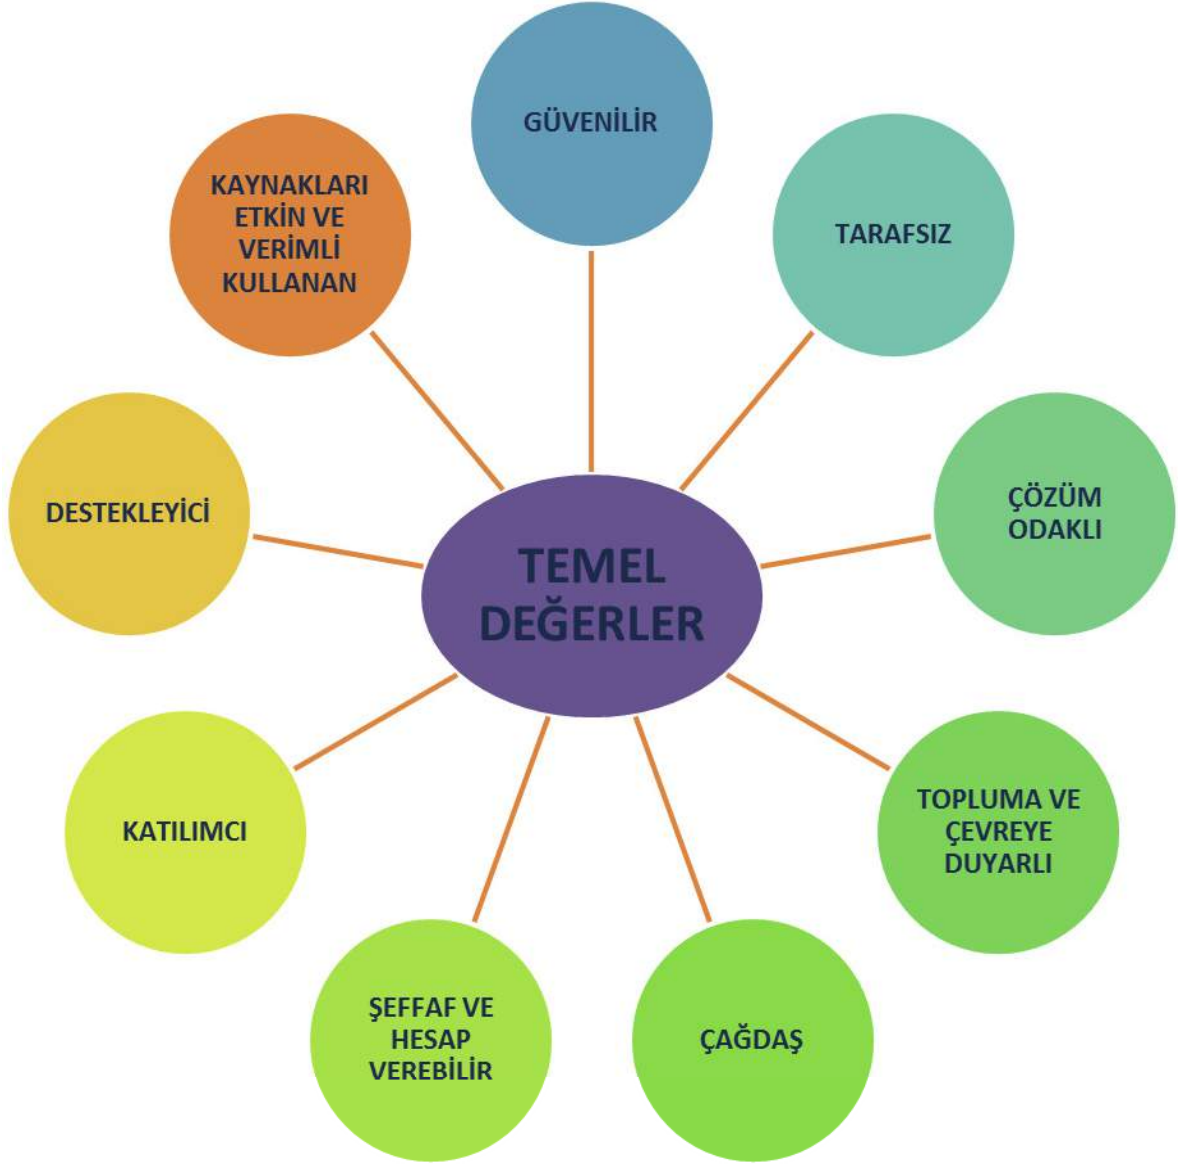 GÜVENİLİR
TARAFSIZ
ÇÖZÜM
ODAKLI
TOPLUMA VE
ÇEVREYE
DUYARLI
ÇAĞDAŞ
ŞEFFAF VE
HESAP
VEREBİLİR
KATILIMCI
DESTEKLEYİCİ
KAYNAKLARI
ETKİN VE
VERİMLİ
KULLANAN
TEMEL
DEĞERLER